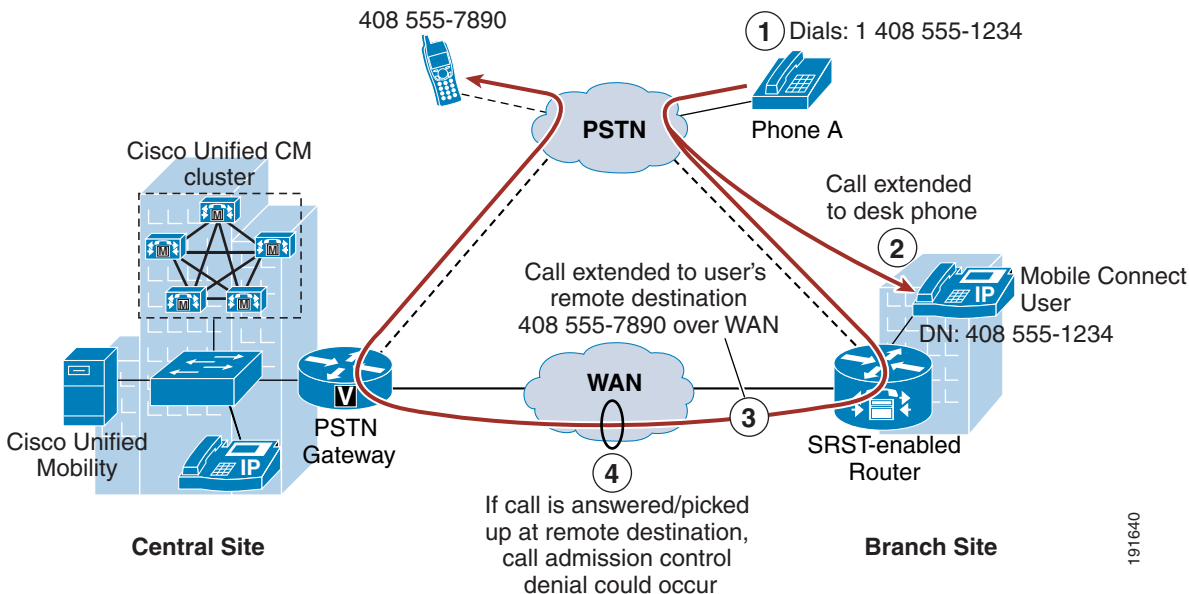 408 555-7890
1 Dials: 1 408 555-1234
PSTN
Phone A
Cisco Unified CM
cluster
M
M
M
M
M
Call extended
to desk phone
2
Call extended to user's
remote destination
408 555-7890 over WAN
IP
Mobile Connect
User
DN: 408 555-1234
WAN
V
3
Cisco Unified
Mobility
IP
PSTN
Gateway
SRST-enabled
Router
4
If call is answered/picked
up at remote destination,
call admission control
denial could occur
Central Site
Branch Site
191640